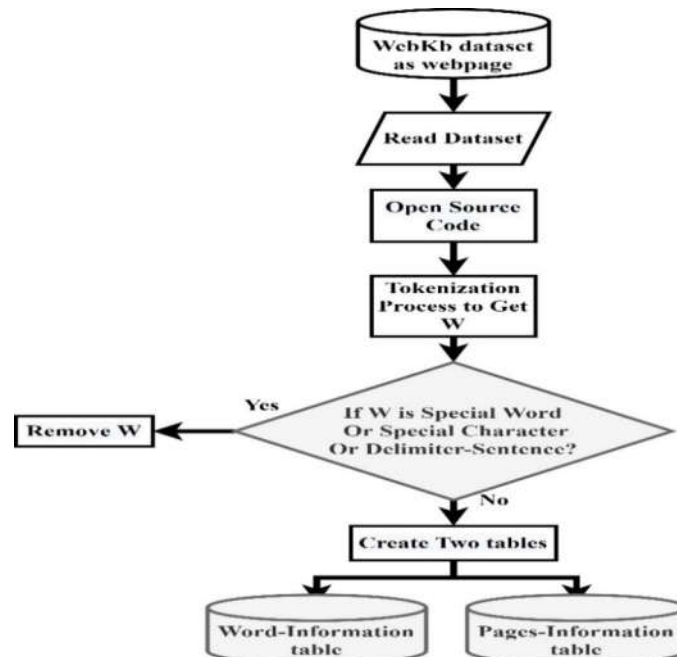 WebKb dataset
as webpage
Read Dataset
Open Source
Code
Tokenization
Process to Get
W
Yes
If W is Special Word
Or Special Character
Or Delimiter-Sentence?
Remove W
No
Create Two tables
Word-Information
table
Pages-Information
table